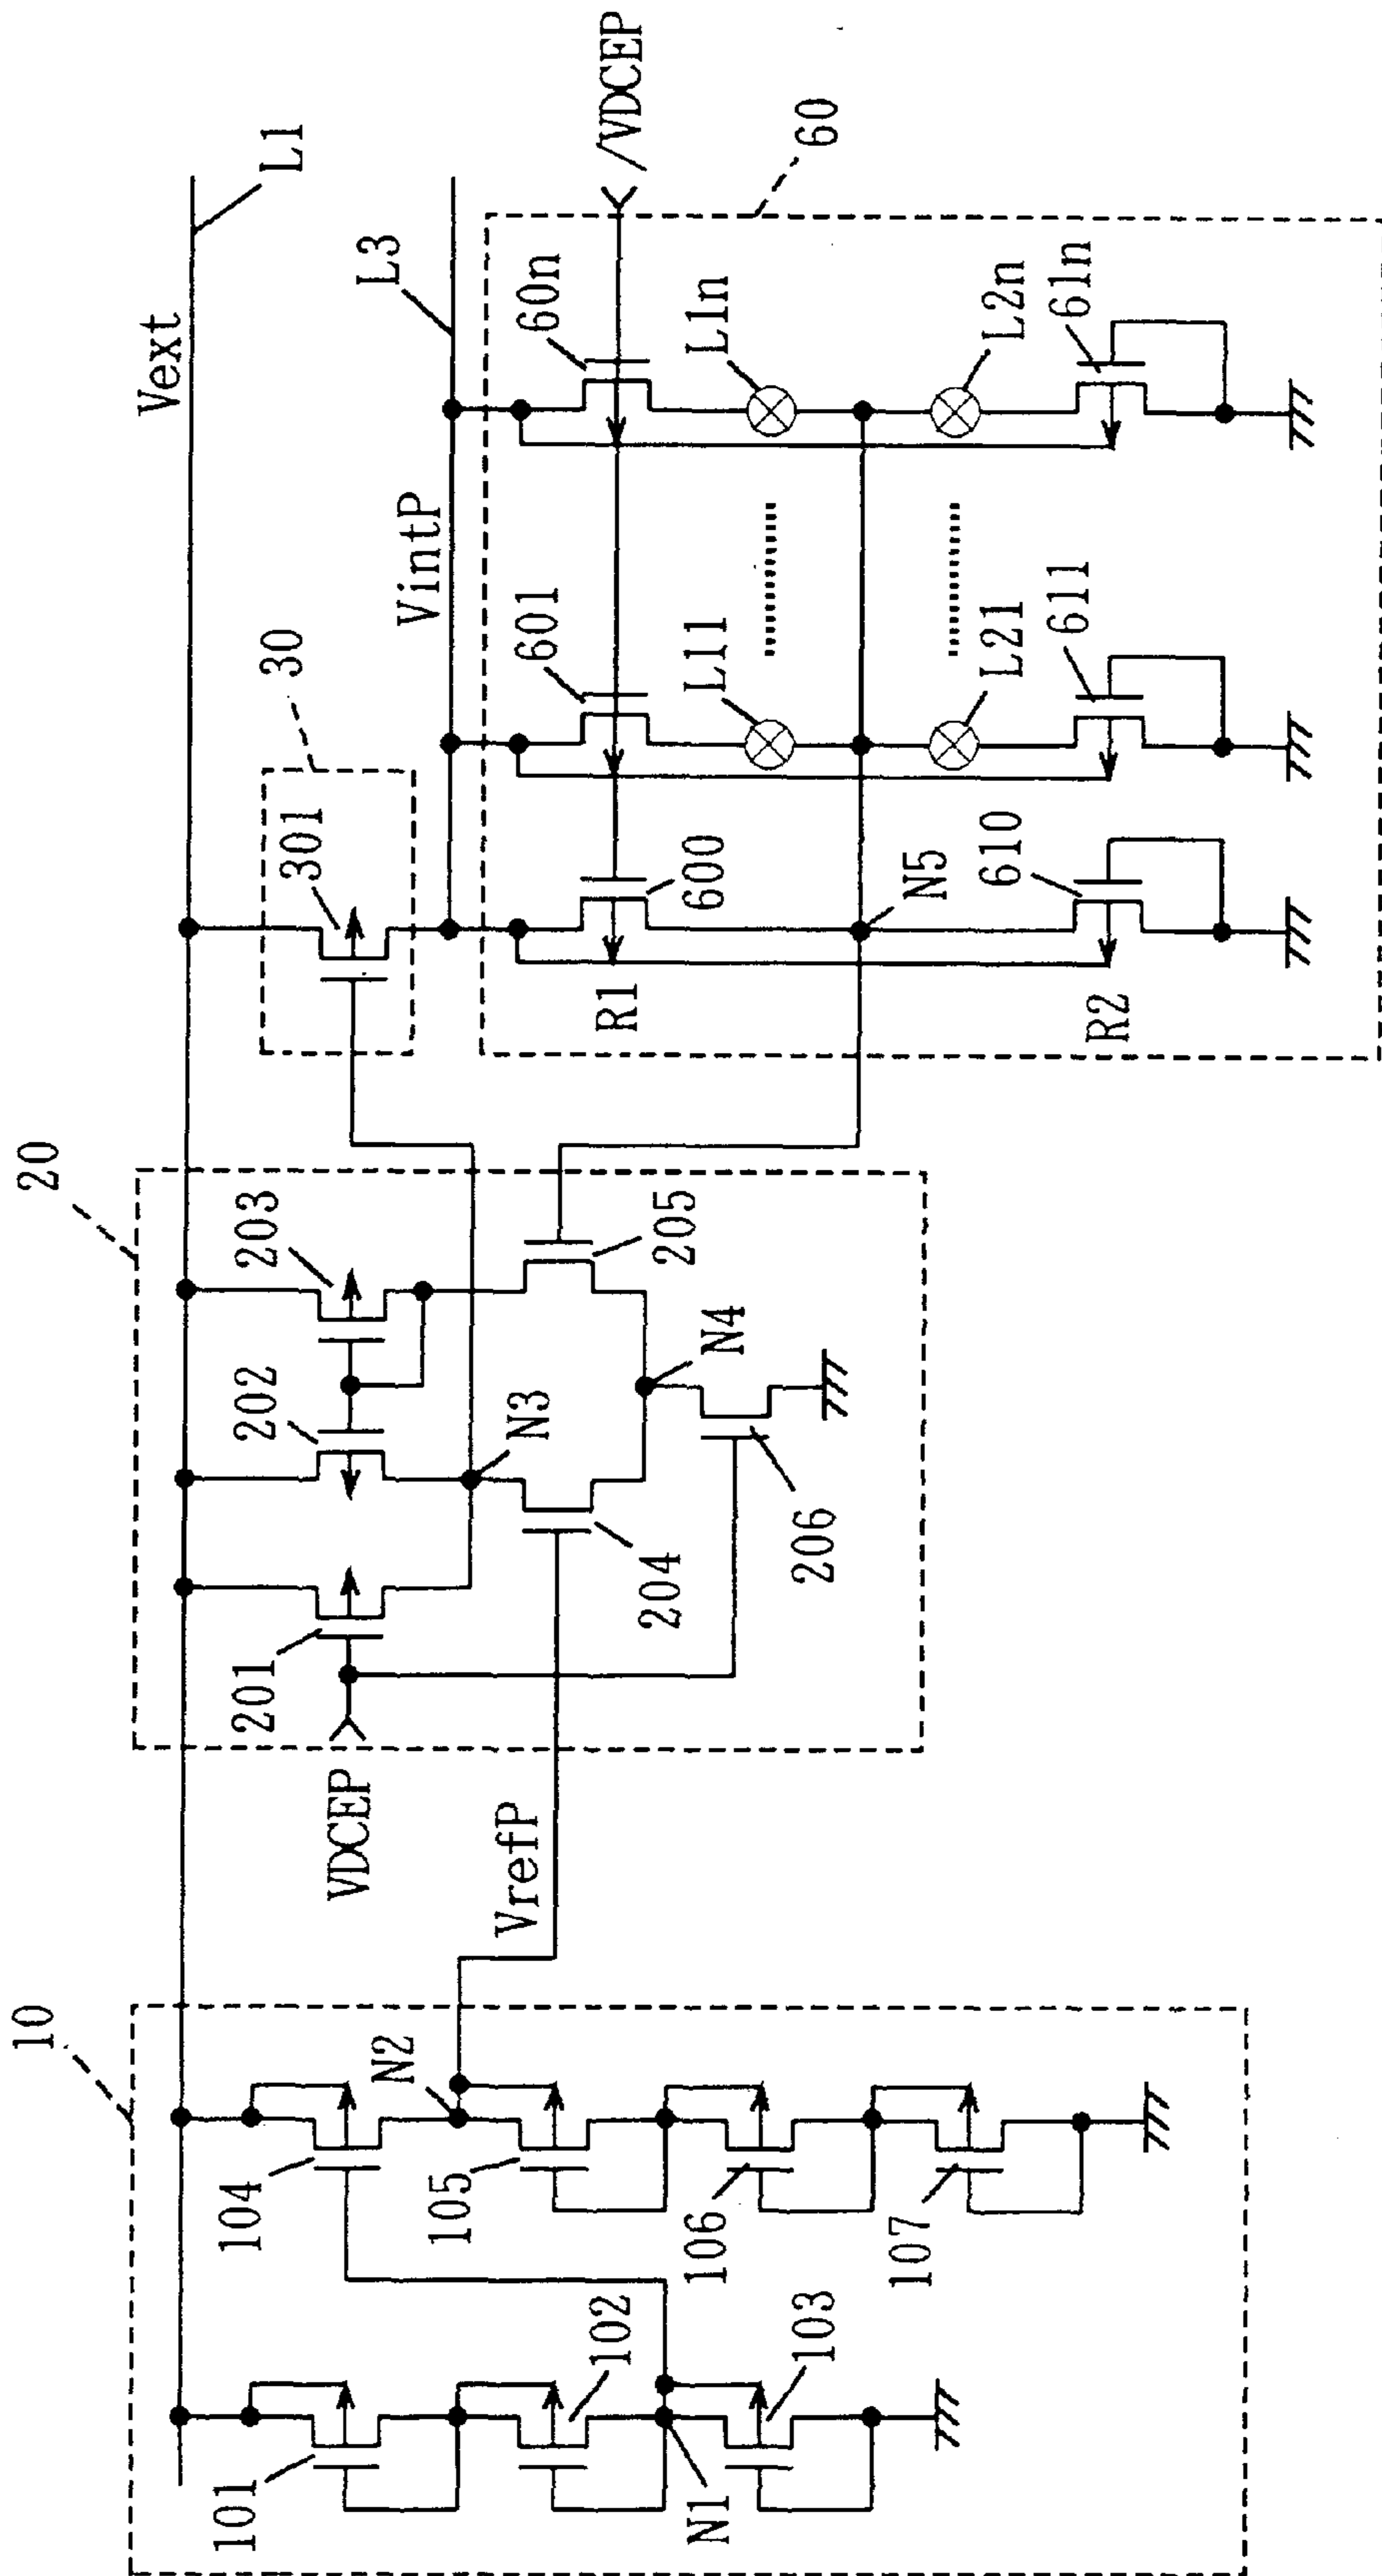 10
101
102
103
N1
104
N2
105
106
107
VrefP
VDCEP
20
201
202
203
N3
204
205
N4
206
Vext
L1
30
301
VintP
L3
60
/VDCEP
R1
600
601
60n
L11
L1n
N5
L21
L2n
R2
610
611
61n